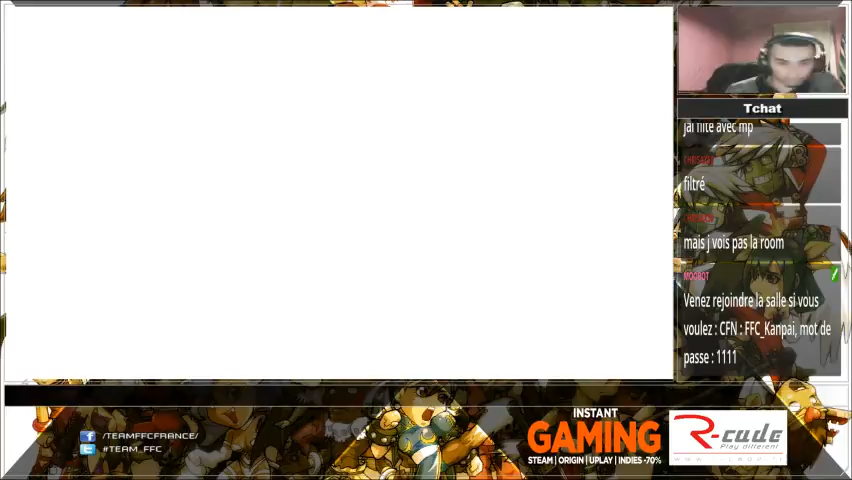 Tchat
jai filté avec mp
filtré
mais j vois pas la room
MOOBOT
Venez rejoindre la salle si vous
voulez : CFN : FFC_Kanpai, mot de
passe : 1111
/TEAMFFCFRANCE/
#TEAM_FFC
INSTANT
GAMING
STEAM | ORIGIN | UPLAY | INDIES -70%
R-cade
Play different